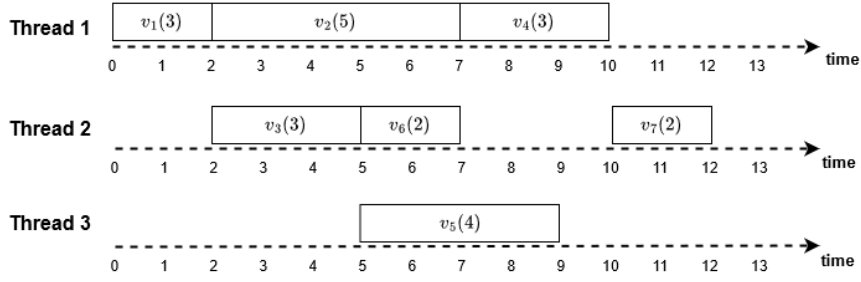 Thread 1 v₁(3) v₂(5) v₄(3)
0 1 2 3 4 5 6 7 8 9 10 11 12 13 time
Thread 2 v₃(3) v₆(2) v₇(2)
0 1 2 3 4 5 6 7 8 9 10 11 12 13 time
Thread 3 v₅(4)
0 1 2 3 4 5 6 7 8 9 10 11 12 13 time